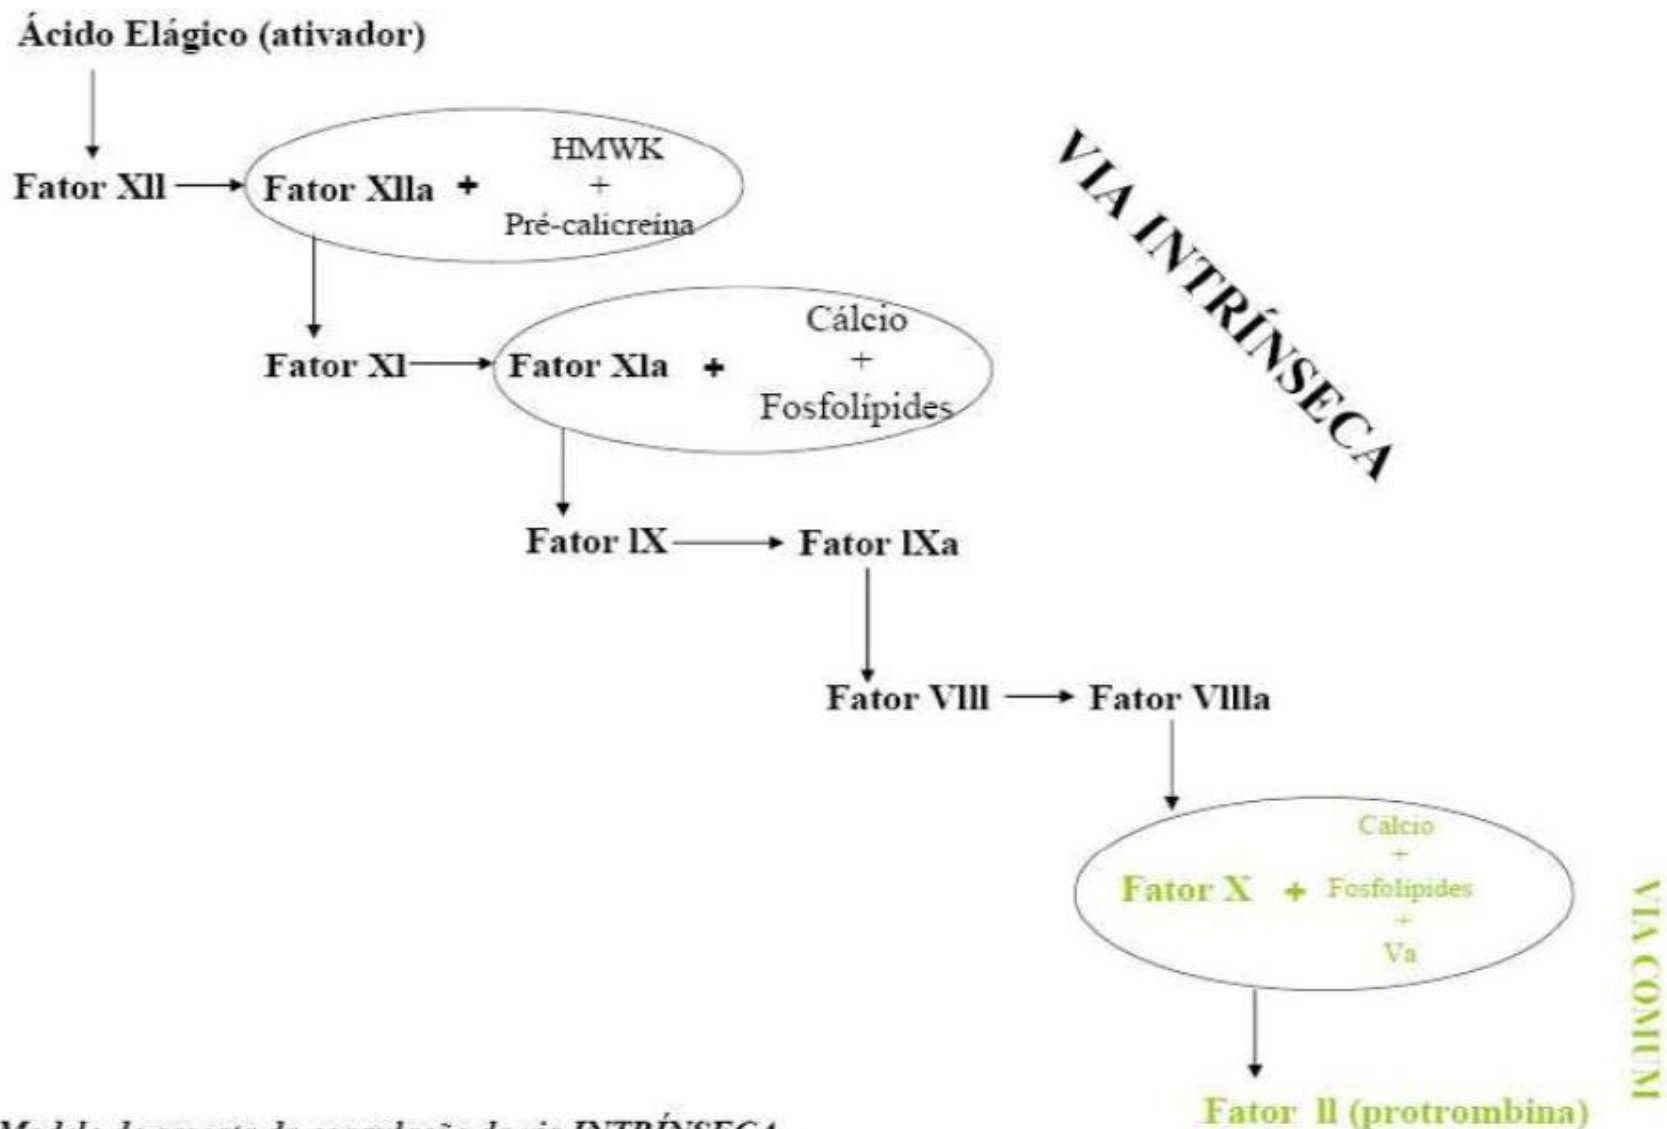 Ácido Elágico (ativador)
HMWK
+
Fator XII
Fator XIIa +
Pré-calicreína
VIA INTRÍNSECA
Cálcio
+
Fator XI
Fator XIa +
Fosfolípides
Fator IX
Fator IXa
Fator VIII
Fator VIIIa
Cálcio
+
Fator X + Fosfolípides
+
Va
VIA COMUM
Fator II (protrombina)
INTRÍNSECA